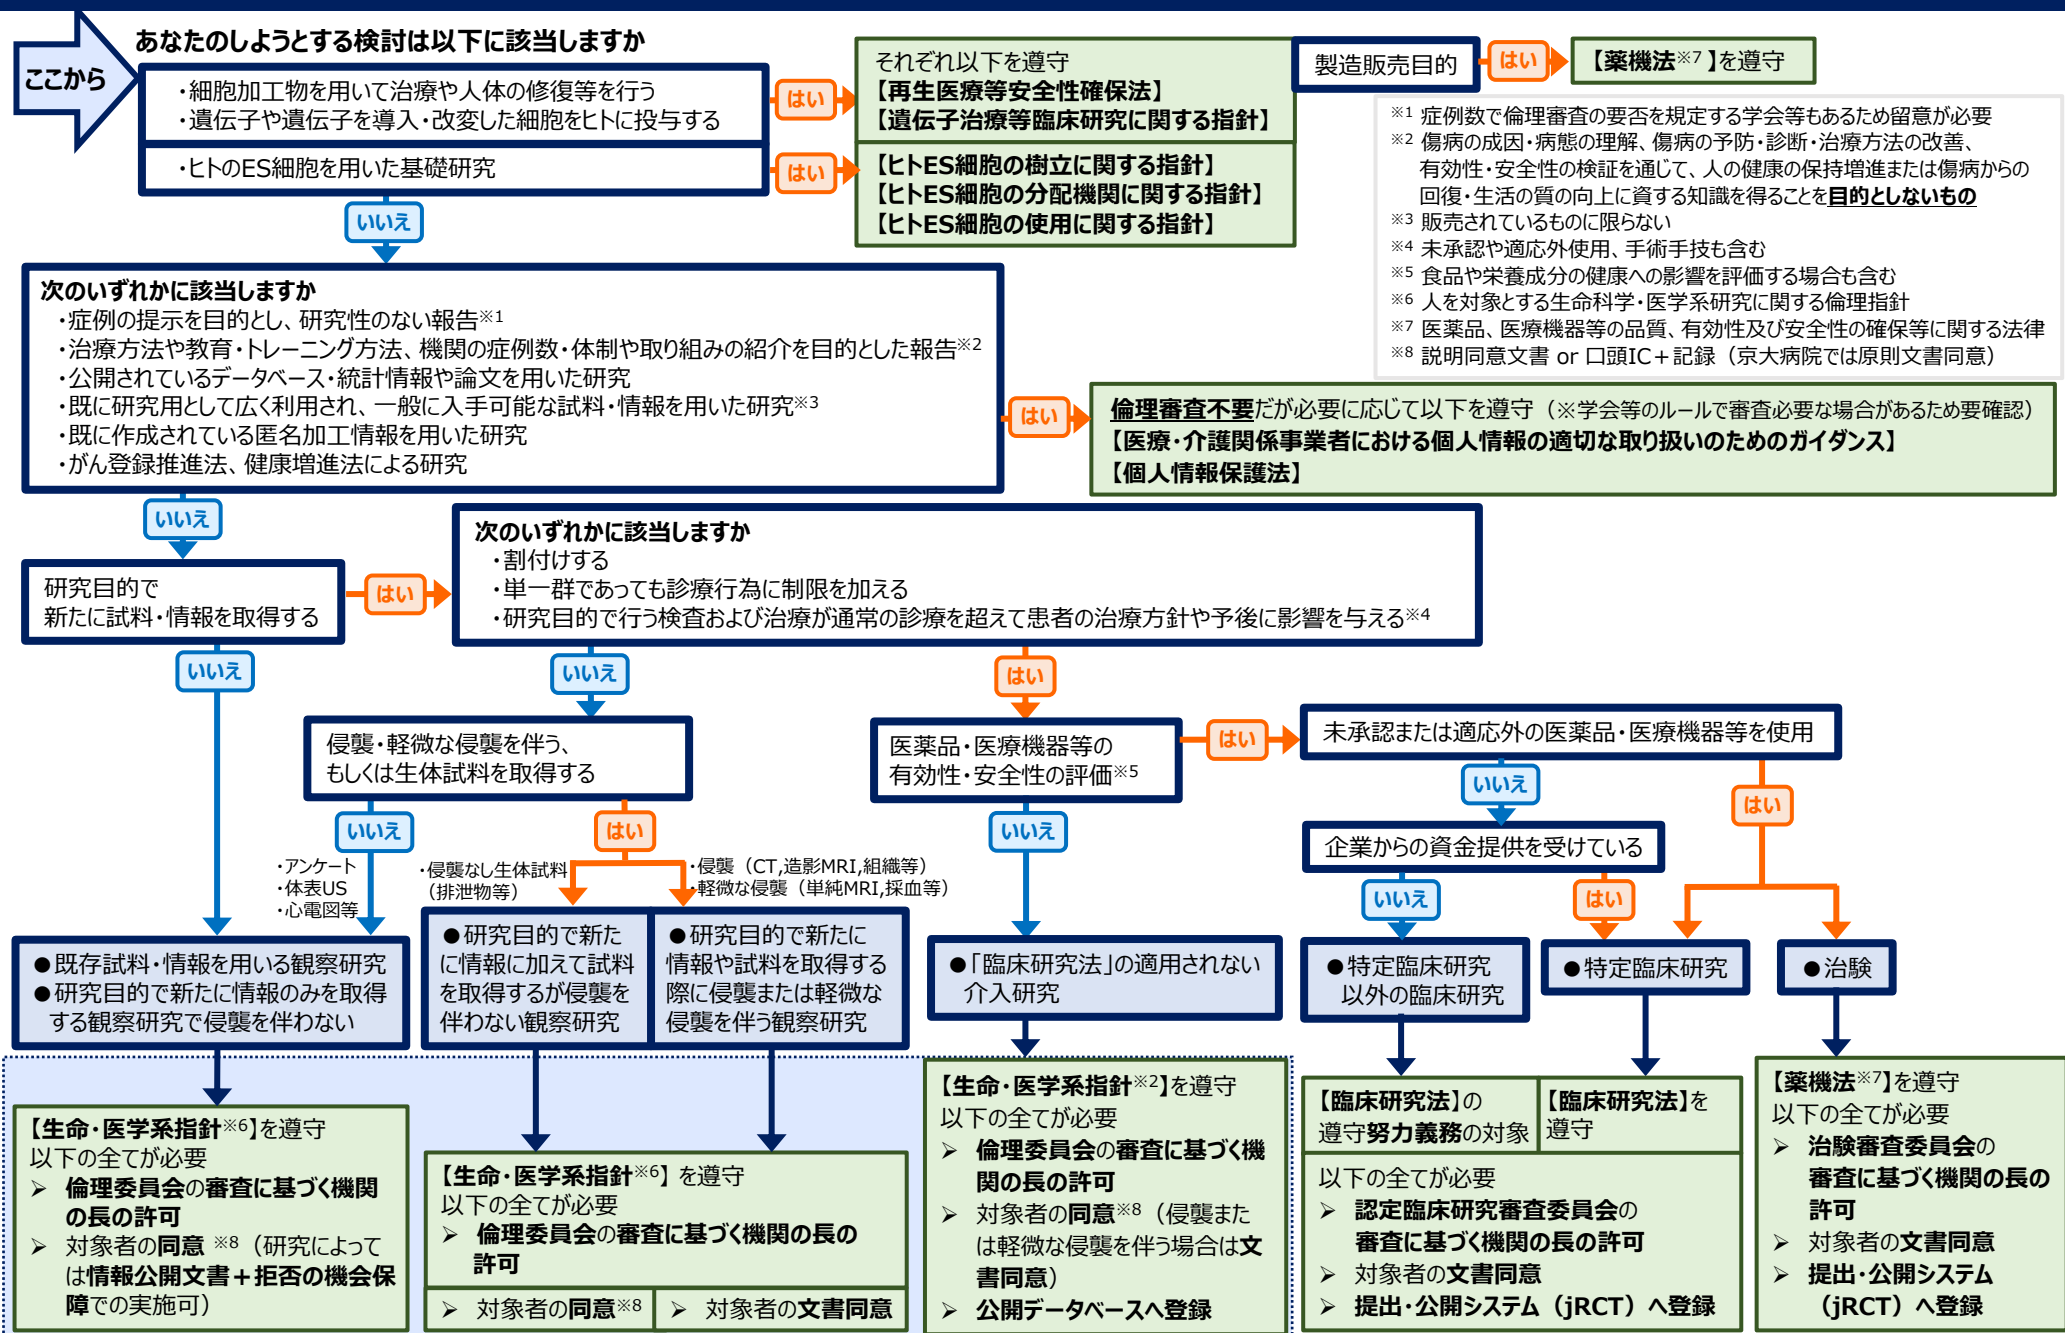 あなたのしようとする検討は以下に該当しますか
ここから
・細胞加工物を用いて治療や人体の修復等を行う
・遺伝子や遺伝子を導入・改変した細胞をヒトに投与する
はい
・ヒトのES細胞を用いた基礎研究
はい
いいえ
それぞれ以下を遵守
【再生医療等安全性確保法】
【遺伝子治療等臨床研究に関する指針】
【ヒトES細胞の樹立に関する指針】
【ヒトES細胞の分配機関に関する指針】
【ヒトES細胞の使用に関する指針】
製造販売目的
はい
【薬機法※7 】を遵守
※1 症例数で倫理審査の要否を規定する学会等もあるため留意が必要
※2 傷病の成因・病態の理解、傷病の予防・診断・治療方法の改善、
有効性・安全性の検証を通じて、人の健康の保持増進または傷病からの
回復・生活の質の向上に資する知識を得ることを目的としないもの
※3 販売されているものに限らない
※4 未承認や適応外使用、手術手技も含む
※5 食品や栄養成分の健康への影響を評価する場合も含む
※6 人を対象とする生命科学・医学系研究に関する倫理指針
※7 医薬品、医療機器等の品質、有効性及び安全性の確保等に関する法律
※8 説明同意文書 or 口頭IC＋記録（京大病院では原則文書同意）
次のいずれかに該当しますか
・症例の提示を目的とし、研究性のない報告※1
・治療方法や教育・トレーニング方法、機関の症例数・体制や取り組みの紹介を目的とした報告※2
・公開されているデータベース・統計情報や論文を用いた研究
・既に研究用として広く利用され、一般に入手可能な試料・情報を用いた研究※3
・既に作成されている匿名加工情報を用いた研究
・がん登録推進法、健康増進法による研究
はい
倫理審査不要だが必要に応じて以下を遵守（※学会等のルールで審査必要な場合があるため要確認）
【医療・介護関係事業者における個人情報の適切な取り扱いのためのガイダンス】
【個人情報保護法】
いいえ
研究目的で
新たに試料・情報を取得する
はい
次のいずれかに該当しますか
・割付けする
・単一群であっても診療行為に制限を加える
・研究目的で行う検査および治療が通常の診療を超えて患者の治療方針や予後に影響を与える※4
いいえ
いいえ
はい
侵襲・軽微な侵襲を伴う、
もしくは生体試料を取得する
医薬品・医療機器等の
有効性・安全性の評価※5
はい
未承認または適応外の医薬品・医療機器等を使用
いいえ
はい
いいえ
はい
いいえ
企業からの資金提供を受けている
いいえ
はい
・アンケート
・体表US
・心電図等
・侵襲なし生体試料
（排泄物等）
・侵襲（CT,造影MRI,組織等）
・軽微な侵襲（単純MRI,採血等）
●既存試料・情報を用いる観察研究
●研究目的で新たに情報のみを取得
する観察研究で侵襲を伴わない
●研究目的で新た
に情報に加えて試料
を取得するが侵襲を
伴わない観察研究
●研究目的で新たに
情報や試料を取得する
際に侵襲または軽微な
侵襲を伴う観察研究
●「臨床研究法」の適用されない
介入研究
●特定臨床研究
以外の臨床研究
●特定臨床研究
●治験
【生命・医学系指針※6】を遵守
以下の全てが必要
➢ 倫理委員会の審査に基づく機関
の長の許可
➢ 対象者の同意 ※8（研究によって
は情報公開文書＋拒否の機会保
障での実施可）
【生命・医学系指針※6】 を遵守
以下の全てが必要
➢ 倫理委員会の審査に基づく機関の長の
許可
➢ 対象者の同意※8
➢ 対象者の文書同意
【生命・医学系指針※2】を遵守
以下の全てが必要
➢ 倫理委員会の審査に基づく機
関の長の許可
➢ 対象者の同意※8（侵襲また
は軽微な侵襲を伴う場合は文
書同意）
➢ 公開データベースへ登録
【臨床研究法】の
遵守努力義務の対象
【臨床研究法】を
遵守
以下の全てが必要
➢ 認定臨床研究審査委員会の
審査に基づく機関の長の許可
➢ 対象者の文書同意
➢ 提出・公開システム（jRCT）へ登録
【薬機法※7】を遵守
以下の全てが必要
➢ 治験審査委員会の
審査に基づく機関の長の
許可
➢ 対象者の文書同意
➢ 提出・公開システム
（jRCT）へ登録